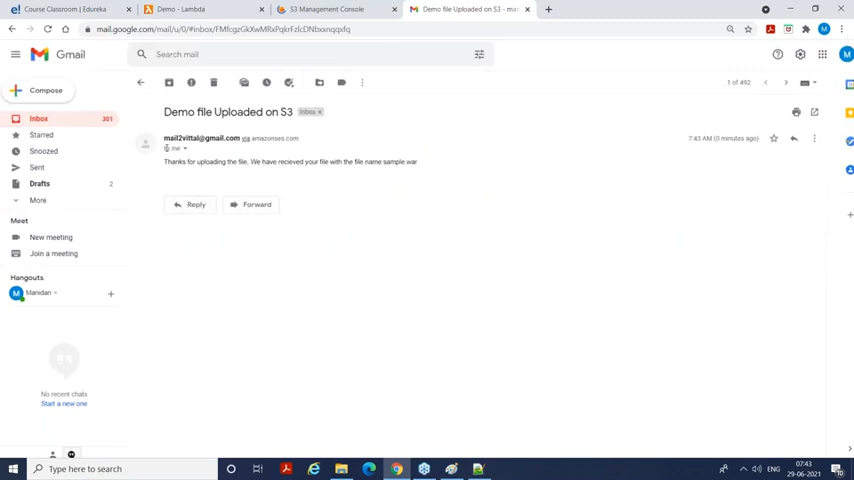 Course Classroom | Edureka
Demo - Lambda
S3 Management Console
Demo file Uploaded on S3 - ma
mail.google.com/mail/u/0/#inbox/FMfcgzGkXwMRxPqkrFzlcDNbxxnqqxfq
M
Gmail
Search mail
M
Compose
1 of 492
Demo file Uploaded on S3 Inbox x
Inbox 301
Starred
mail2vittal@gmail.com via amazonses.com
7:43 AM (0 minutes ago)
to me
Snoozed
Thanks for uploading the file, We have recieved your file with the file name sample.war
Sent
Drafts 2
More
Reply
Forward
Meet
New meeting
Join a meeting
Hangouts
M Manidan
No recent chats
Start a new one
Type here to search
ENG
07:43
29-06-2021
10